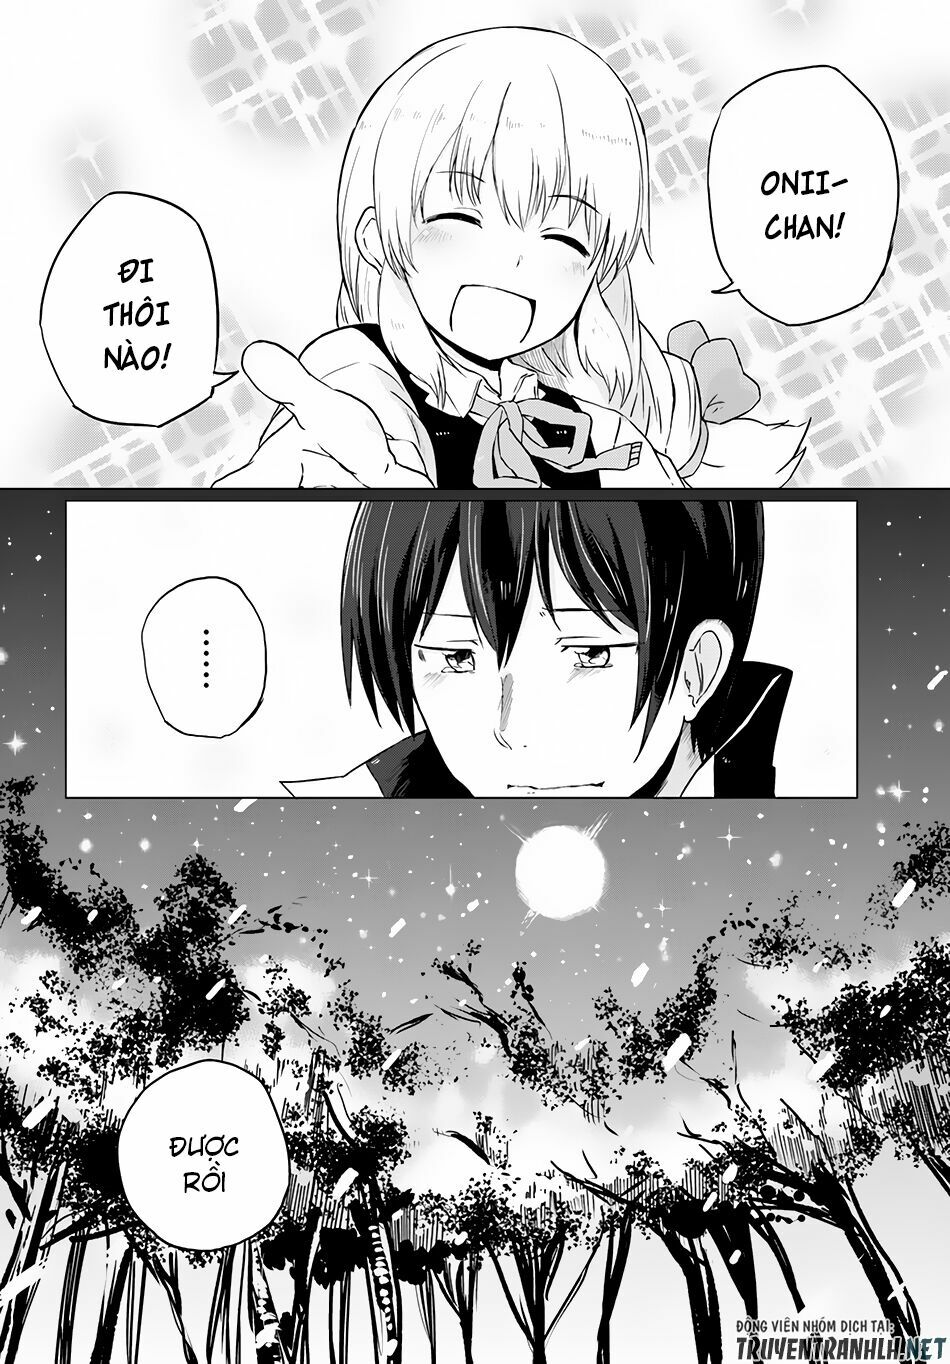 ONII-
CHAN!
ĐI
THÔI
NÀO!
......
ĐƯỢC
RỒI
ĐỘNG VIÊN NHÓM DỊCH TẠI:
TRUYENTRANHLH.NET